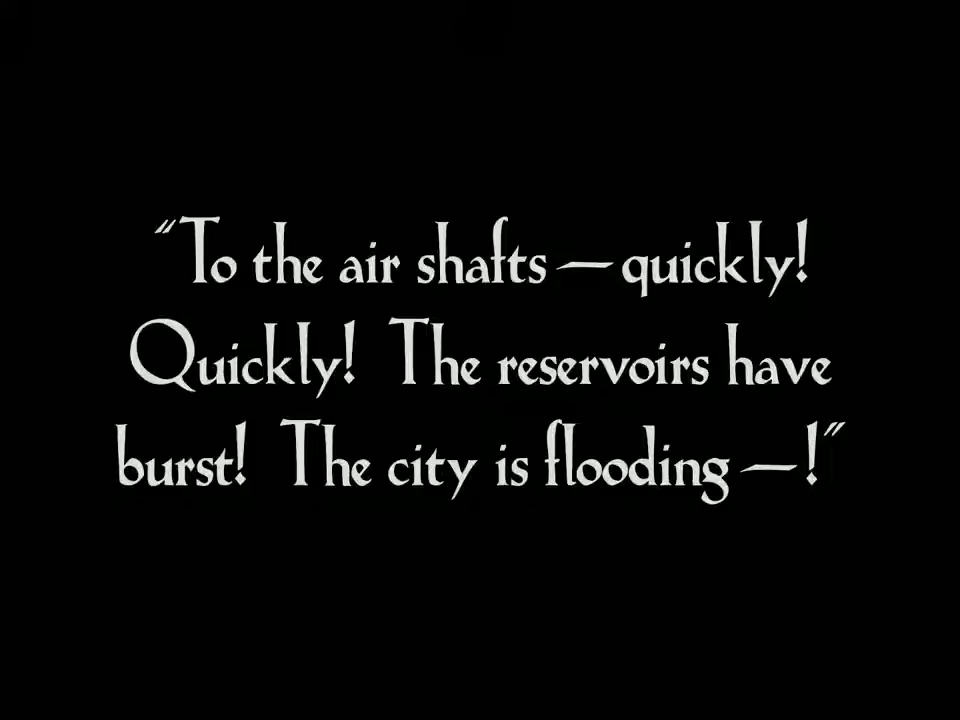 “To the air shafts — quickly!
Quickly! The reservoirs have
burst! The city is flooding — !”